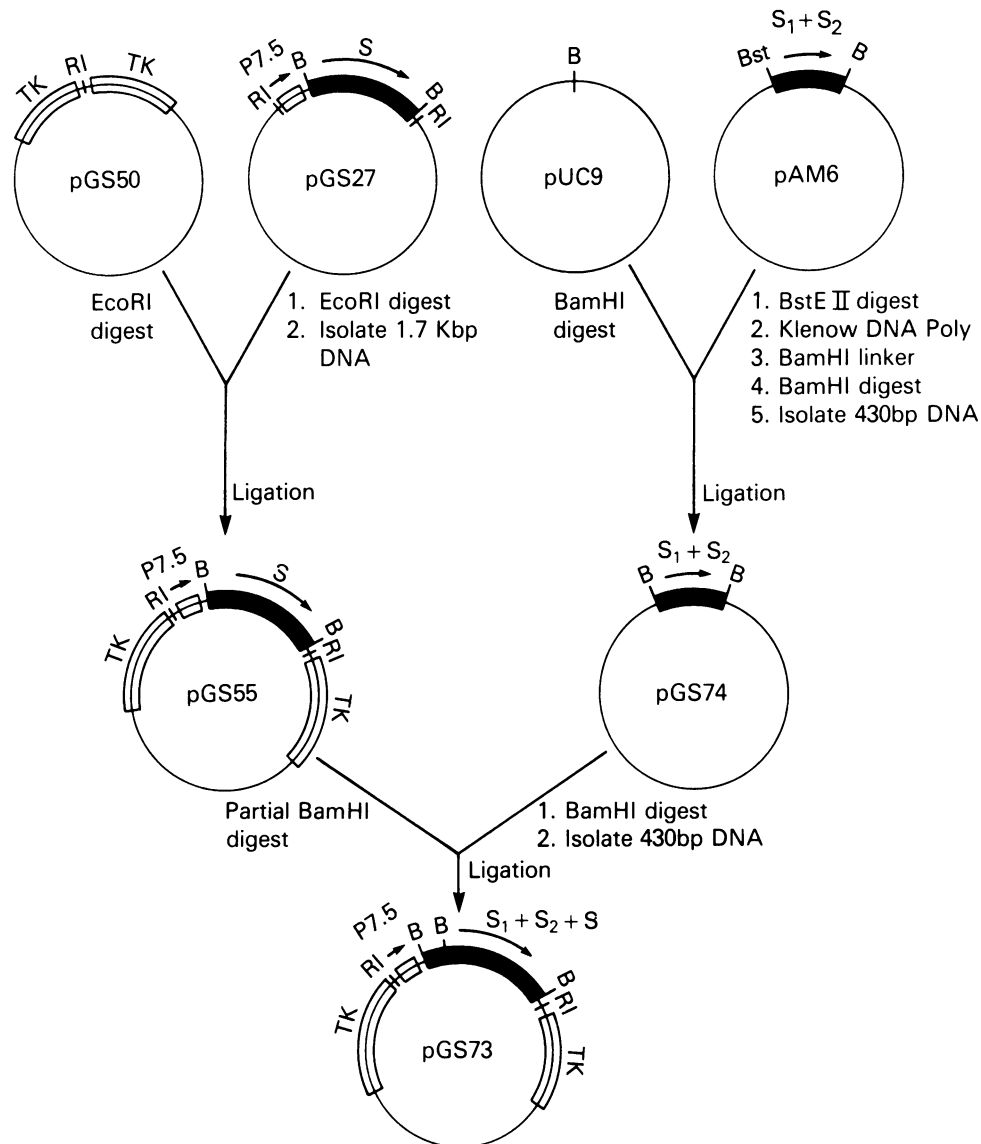 TK RI TK
pGS50
P7.5 S
RI B B RI
pGS27
B
pUC9
S₁ + S₂
Bst B
pAM6
EcoRI
digest
1. EcoRI digest
2. Isolate 1.7 Kbp
DNA
BamHI
digest
1. BstE II digest
2. Klenow DNA Poly
3. BamHI linker
4. BamHI digest
5. Isolate 430bp DNA
Ligation
Ligation
P7.5 S
TK RI B B RI TK
pGS55
S₁ + S₂
B B
pGS74
Partial BamHI
digest
1. BamHI digest
2. Isolate 430bp DNA
Ligation
P7.5 S₁ + S₂ + S
TK RI B B B RI TK
pGS73